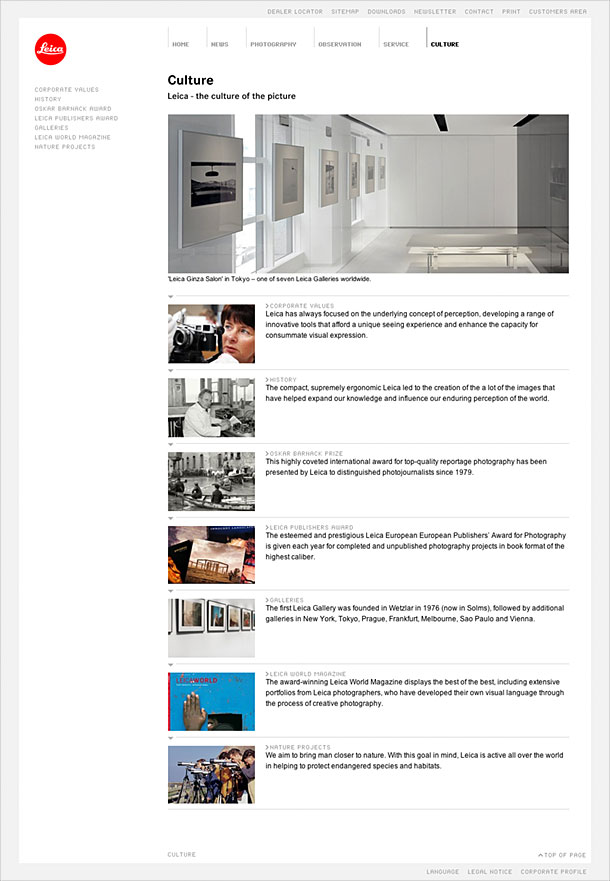 DEALER LOCATOR SITEMAP DOWNLOADS NEWSLETTER CONTACT PRINT CUSTOMERS AREA
Leica
HOME NEWS PHOTOGRAPHY OBSERVATION SERVICE CULTURE
CORPORATE VALUES
HISTORY
OSKAR BARNACK AWARD
LEICA PUBLISHERS AWARD
GALLERIES
LEICA WORLD MAGAZINE
NATURE PROJECTS
Culture
Leica - the culture of the picture
'Leica Ginza Salon' in Tokyo – one of seven Leica Galleries worldwide.
CORPORATE VALUES
Leica has always focused on the underlying concept of perception, developing a range of
innovative tools that afford a unique seeing experience and enhance the capacity for
consummate visual expression.
HISTORY
The compact, supremely ergonomic Leica led to the creation of the a lot of the images that
have helped expand our knowledge and influence our enduring perception of the world.
OSKAR BARNACK PRIZE
This highly coveted international award for top-quality reportage photography has been
presented by Leica to distinguished photojournalists since 1979.
LEICA PUBLISHERS AWARD
The esteemed and prestigious Leica European European Publishers' Award for Photography
is given each year for completed and unpublished photography projects in book format of the
highest caliber.
GALLERIES
The first Leica Gallery was founded in Wetzlar in 1976 (now in Solms), followed by additional
galleries in New York, Tokyo, Prague, Frankfurt, Melbourne, Sao Paulo and Vienna.
LEICA WORLD
LEICA WORLD MAGAZINE
The award-winning Leica World Magazine displays the best of the best, including extensive
portfolios from Leica photographers, who have developed their own visual language through
the process of creative photography.
NATURE PROJECTS
We aim to bring man closer to nature. With this goal in mind, Leica is active all over the world
in helping to protect endangered species and habitats.
CULTURE
TOP OF PAGE
LANGUAGE LEGAL NOTICE CORPORATE PROFILE